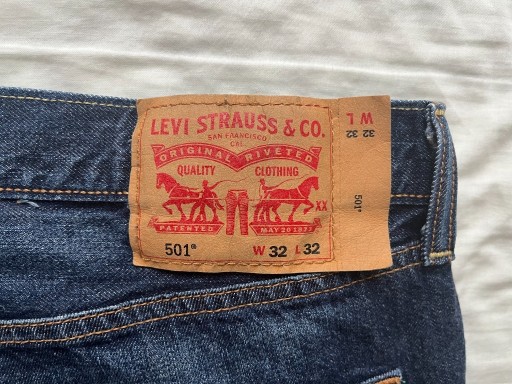 LEVI STRAUSS & CO.
SAN FRANCISCO
CAL
ORIGINAL RIVETED
QUALITY CLOTHING
XX
PATENTED MAY 20 1873
501® W 32 L 32
W L
32 32
501®